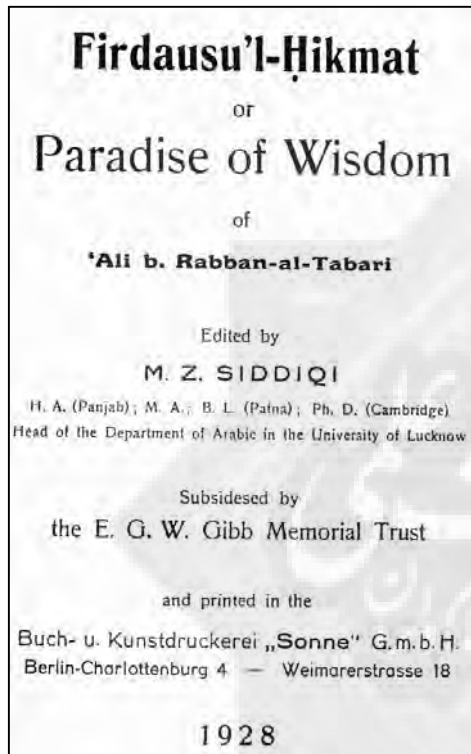 Firdausu'l-Ḥikmat
or
Paradise of Wisdom
of
'Ali b. Rabban-al-Tabari
Edited by
M. Z. SIDDIQI
H. A. (Panjab); M. A.; B. L. (Patna); Ph. D. (Cambridge)
Head of the Department of Arabic in the University of Lucknow
Subsidesed by
the E. G. W. Gibb Memorial Trust
and printed in the
Buch- u. Kunstdruckerei „Sonne" G. m. b. H.
Berlin-Charlottenburg 4 — Weimarerstrasse 18
1928